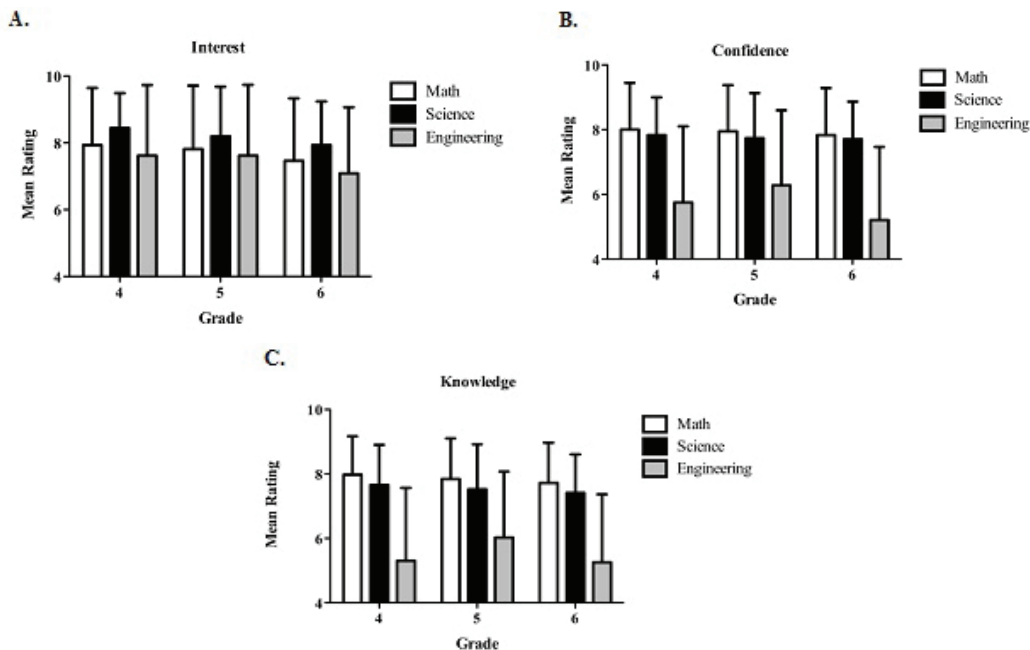 A.
Interest
10
8
6
4
Mean Rating
4 5 6
Grade
Math
Science
Engineering
B.
Confidence
10
8
6
4
Mean Rating
4 5 6
Grade
Math
Science
Engineering
C.
Knowledge
10
8
6
4
Mean Rating
4 5 6
Grade
Math
Science
Engineering